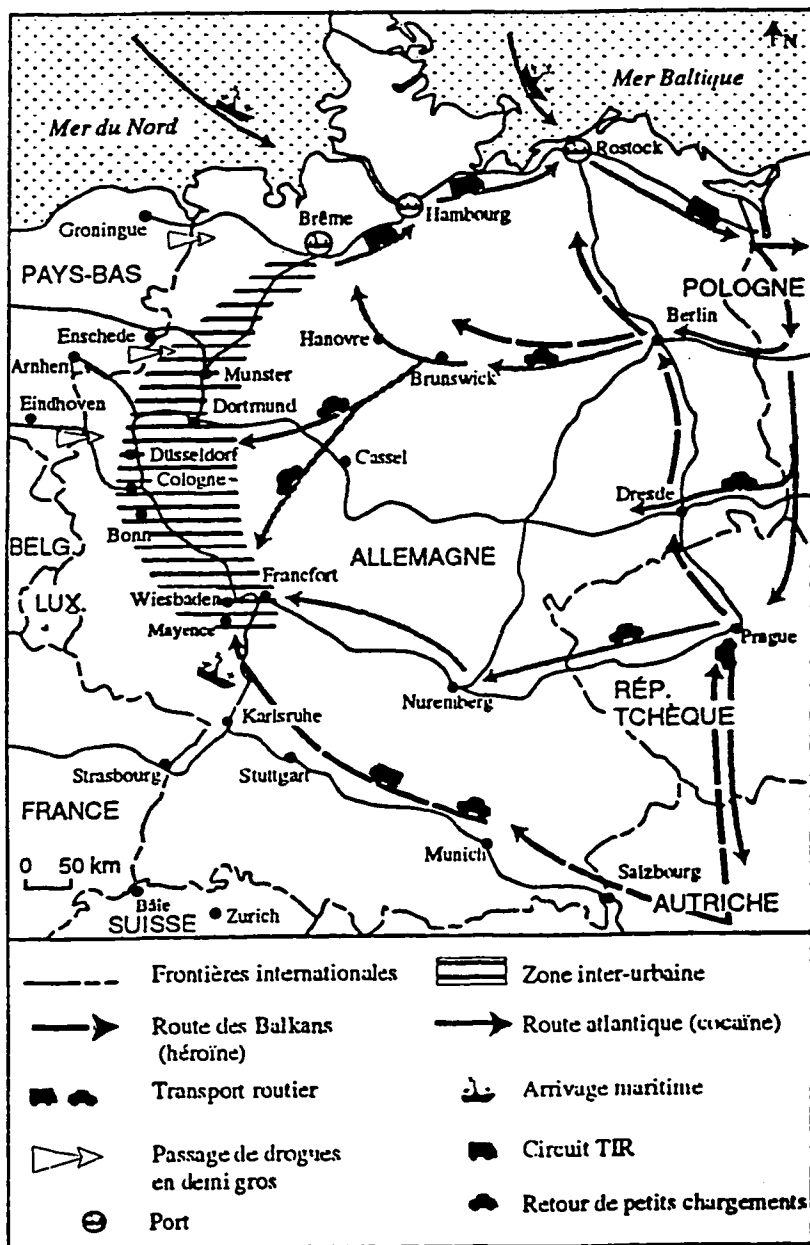 N
Mer Baltique
Mer du Nord
Rostock
Hambourg
Brême
Groningue
PAYS-BAS
POLOGNE
Berlin
Enschede
Hanovre
Arnhen
Munster
Brunswick
Eindhoven
Dortmund
Düsseldorf
Cassel
Cologne
Dresde
Bonn
BELG.
ALLEMAGNE
Francfort
LUX.
Wiesbaden
Mayence
Prague
Nuremberg
RÉP.
TCHÈQUE
Karlsruhe
Strasbourg
Stuttgart
FRANCE
0 50 km
Munich
Salzbourg
Bâle
AUTRICHE
SUISSE
Zurich
Frontières internationales
Zone inter-urbaine
Route des Balkans
(héroïne)
Route atlantique (cocaïne)
Transport routier
Arrivage maritime
Passage de drogues
en demi gros
Circuit TIR
Retour de petits chargements
Port